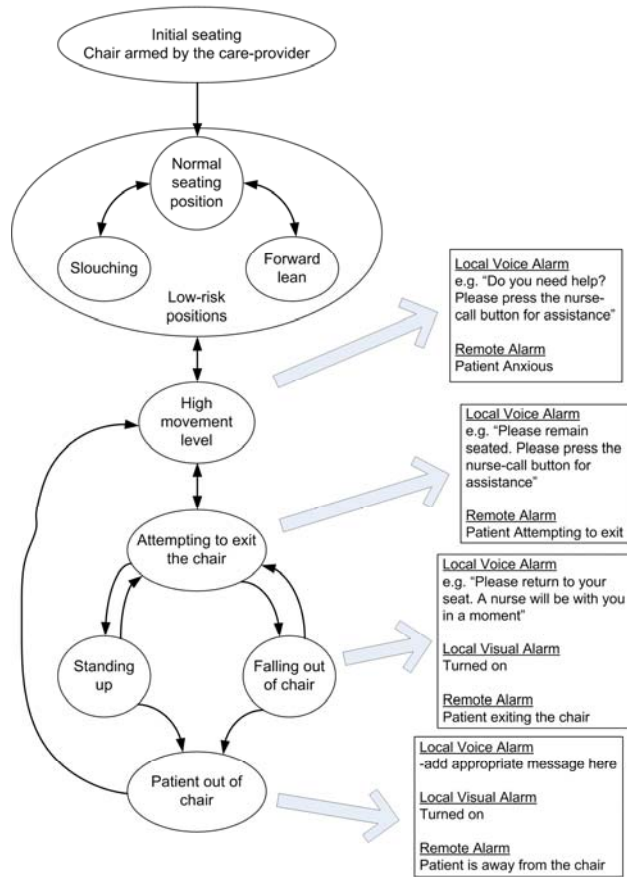 Initial seating
Chair armed by the care-provider
Normal
seating
position
Slouching
Forward
lean
Low-risk
positions
High
movement
level
Attempting to exit
the chair
Standing
up
Falling out
of chair
Patient out of
chair
Local Voice Alarm
e.g. “Do you need help?
Please press the nurse-
call button for assistance”
Remote Alarm
Patient Anxious
Local Voice Alarm
e.g. “Please remain
seated. Please press the
nurse-call button for
assistance”
Remote Alarm
Patient Attempting to exit
Local Voice Alarm
e.g. “Please return to your
seat. A nurse will be with you
in a moment”
Local Visual Alarm
Turned on
Remote Alarm
Patient exiting the chair
Local Voice Alarm
-add appropriate message here
Local Visual Alarm
Turned on
Remote Alarm
Patient is away from the chair